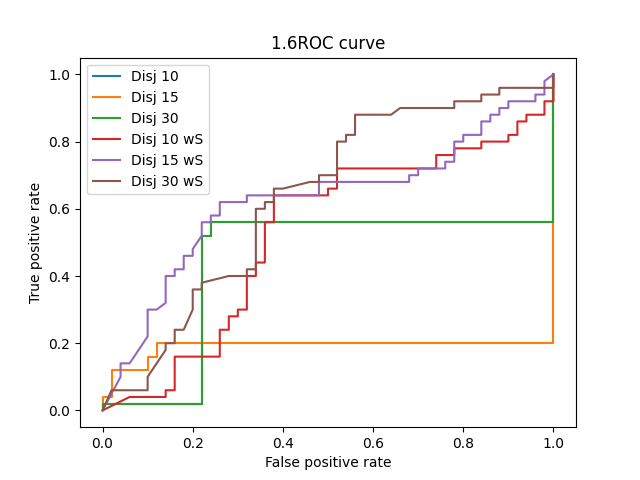 1.6ROC curve
1.0
0.8
0.6
0.4
0.2
0.0
True positive rate
Disj 10
Disj 15
Disj 30
Disj 10 wS
Disj 15 wS
Disj 30 wS
0.0 0.2 0.4 0.6 0.8 1.0
False positive rate